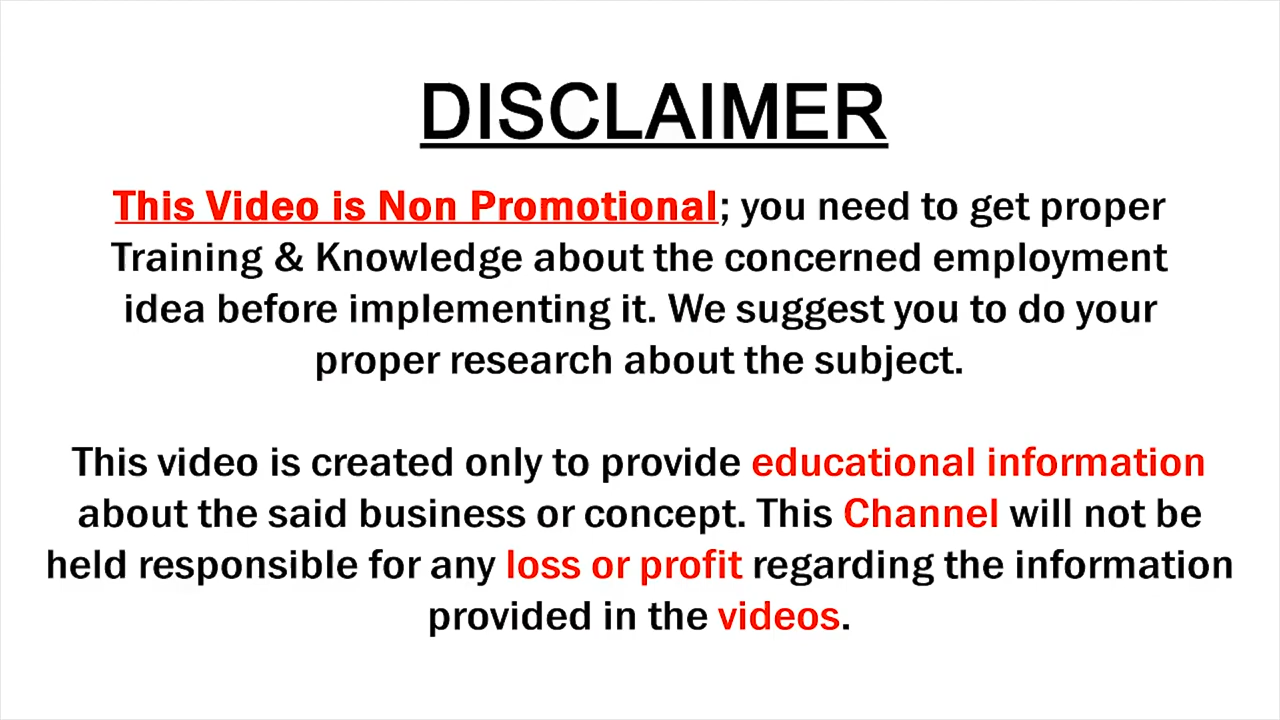 DISCLAIMER
This Video is Non Promotional; you need to get proper
Training & Knowledge about the concerned employment
idea before implementing it. We suggest you to do your
proper research about the subject.
This video is created only to provide educational information
about the said business or concept. This Channel will not be
held responsible for any loss or profit regarding the information
provided in the videos.